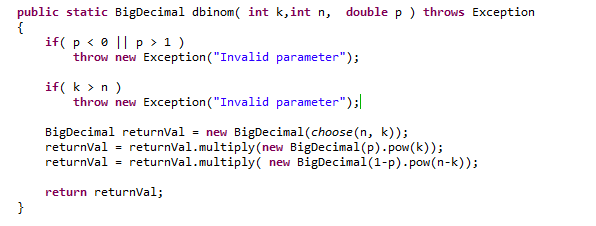 public static BigDecimal dbinom( int k,int n,  double p ) throws Exception
{
    if( p < 0 || p > 1 )
        throw new Exception("Invalid parameter");

    if( k > n )
        throw new Exception("Invalid parameter");

    BigDecimal returnVal = new BigDecimal(choose(n, k));
    returnVal = returnVal.multiply(new BigDecimal(p).pow(k));
    returnVal = returnVal.multiply( new BigDecimal(1-p).pow(n-k));

    return returnVal;
}